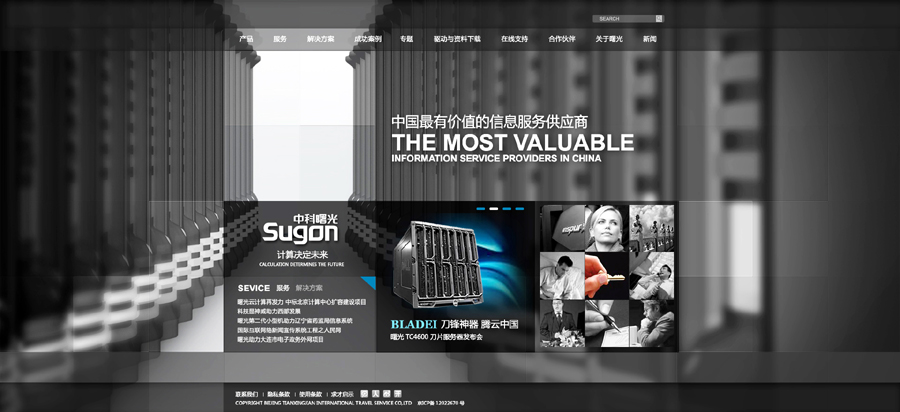 SEARCH
产品 服务 解决方案 成功案例 专题 驱动与资料下载 在线支持 合作伙伴 关于曙光 新闻
中国最有价值的信息服务供应商
THE MOST VALUABLE
INFORMATION SERVICE PROVIDERS IN CHINA
中科曙光
Sugon
计算决定未来
CALCULATION DETERMINES THE FUTURE
SEVICE 服务 解决方案
曙光云计算再发力 中标北京计算中心扩容建设项目
科技部神威助力西部发展
曙光第二代小型机助力辽宁省药监局信息系统
国际互联网络新闻宣传系统工程之人民网
曙光助力大连市电子政务外网项目
BLADEI 刀锋神器 腾云中国
曙光 TC4600 刀片服务器发布会
inspur
联系我们 | 隐私条款 | 使用条款 | 求才启示
COPYRIGHT BEIJING TIANXINGJIAN INTERNATIONAL TRAVEL SERVICE CO.,LTD 京ICP备 12022670 号